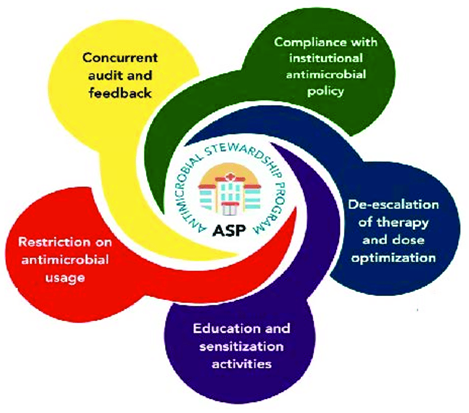 Concurrent
audit and
feedback
Compliance with
institutional
antimicrobial
policy
ANTIMICROBIAL STEWARDSHIP PROGRAM
ASP
De-escalation
of therapy
and dose
optimization
Restriction on
antimicrobial
usage
Education and
sensitization
activities